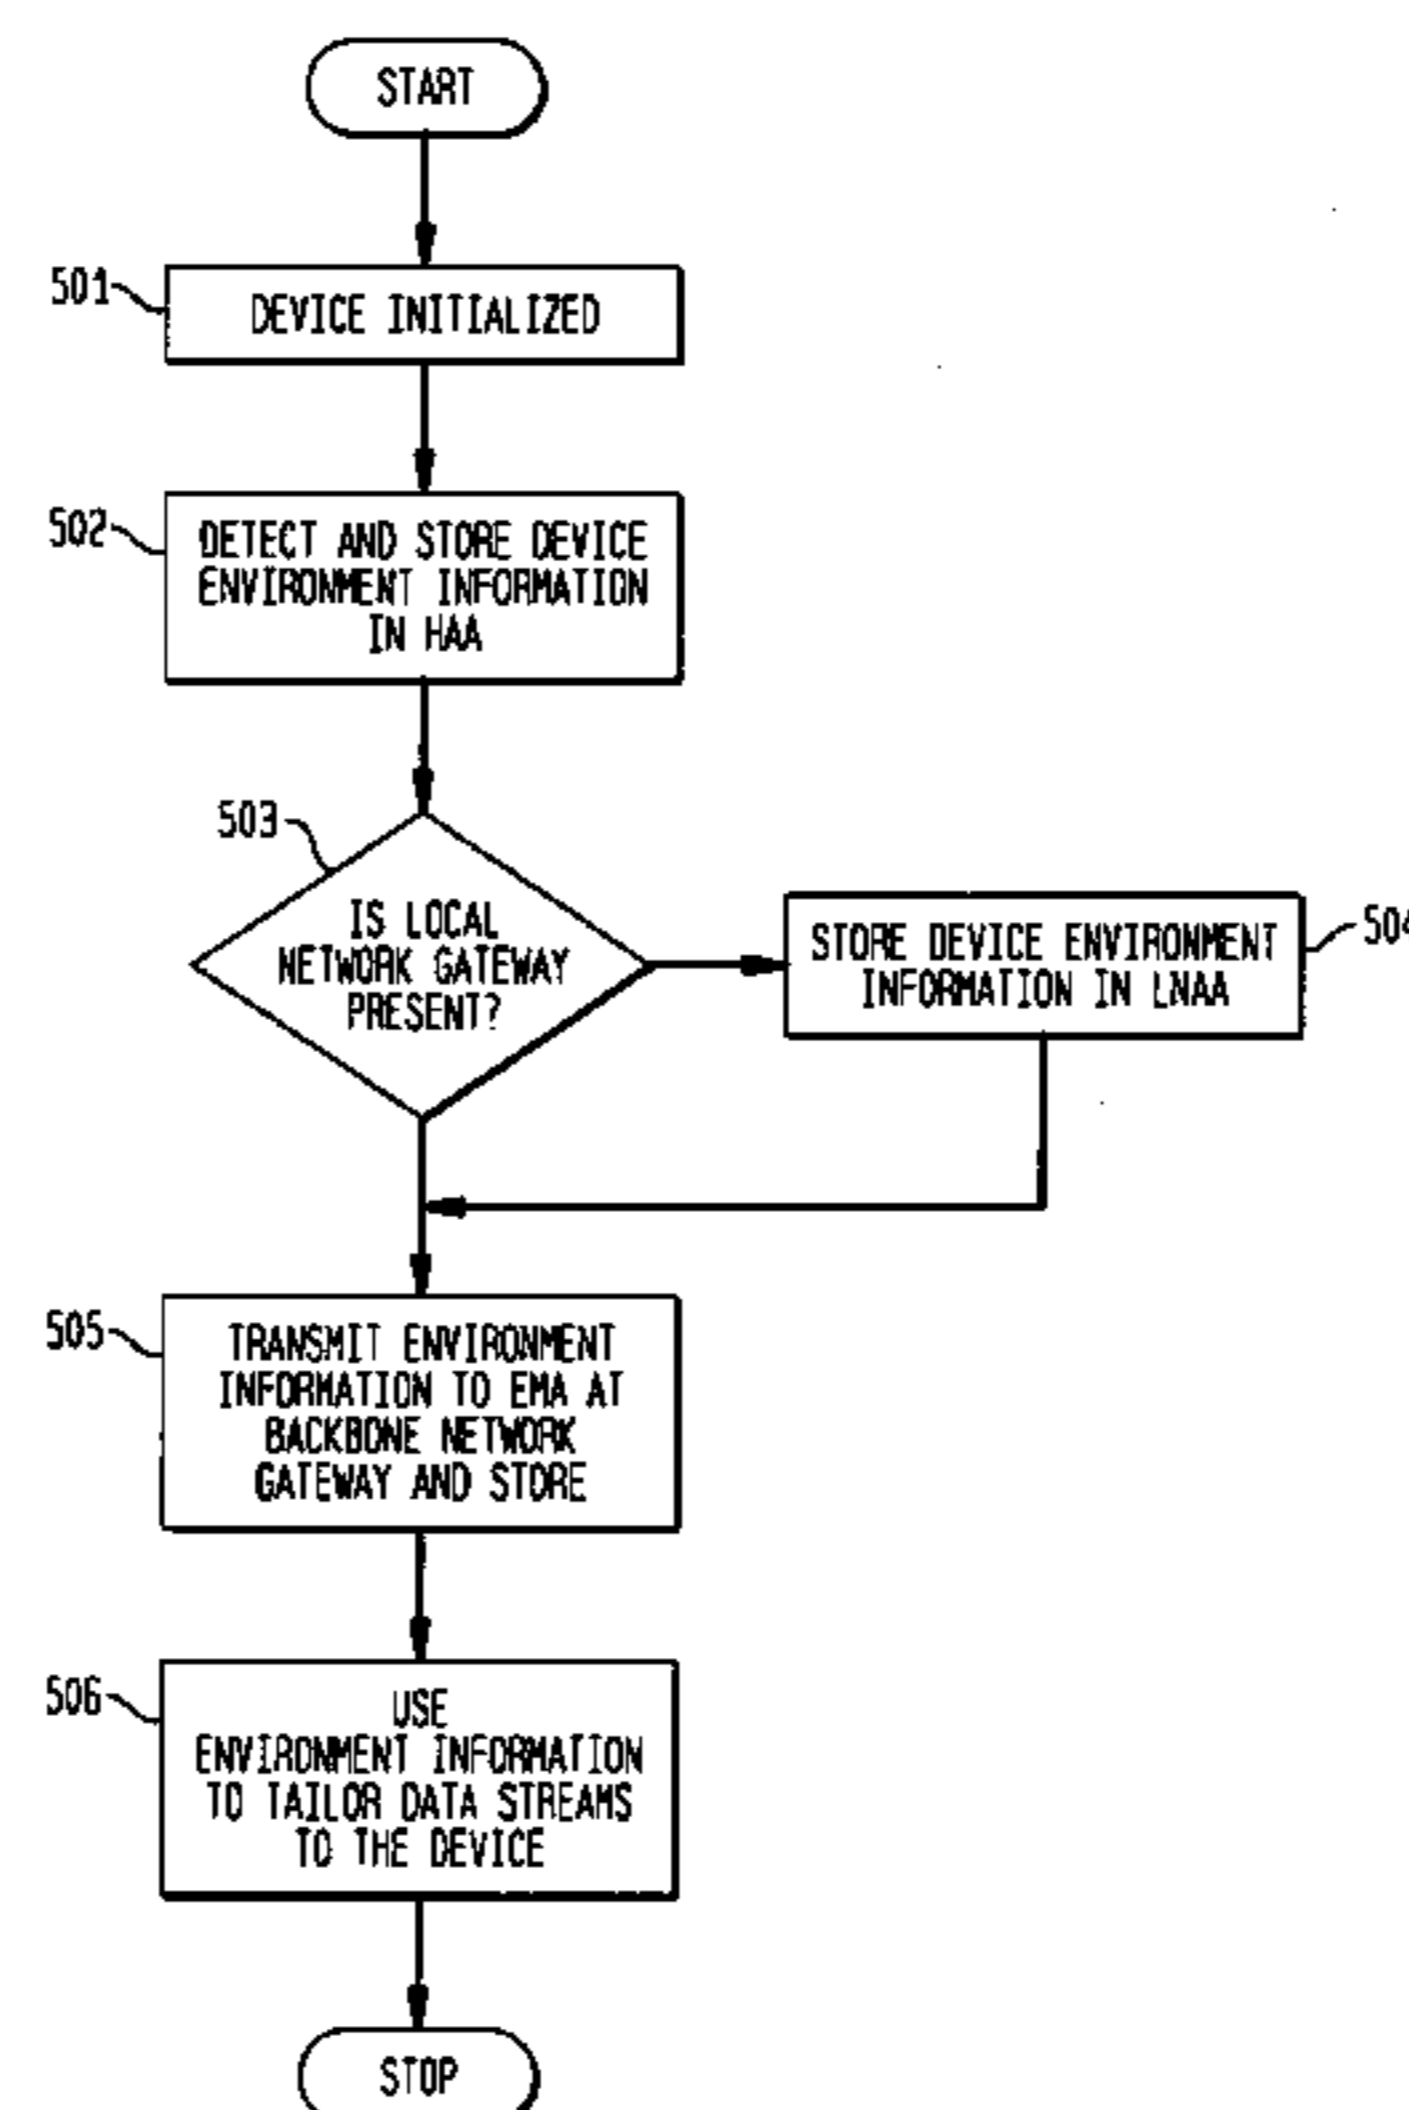 START
501
DEVICE INITIALIZED
502
DETECT AND STORE DEVICE
ENVIRONMENT INFORMATION
IN HAA
503
IS LOCAL
NETWORK GATEWAY
PRESENT?
STORE DEVICE ENVIRONMENT
INFORMATION IN LNAA
504
505
TRANSMIT ENVIRONMENT
INFORMATION TO EMA AT
BACKBONE NETWORK
GATEWAY AND STORE
506
USE
ENVIRONMENT INFORMATION
TO TAILOR DATA STREAMS
TO THE DEVICE
STOP